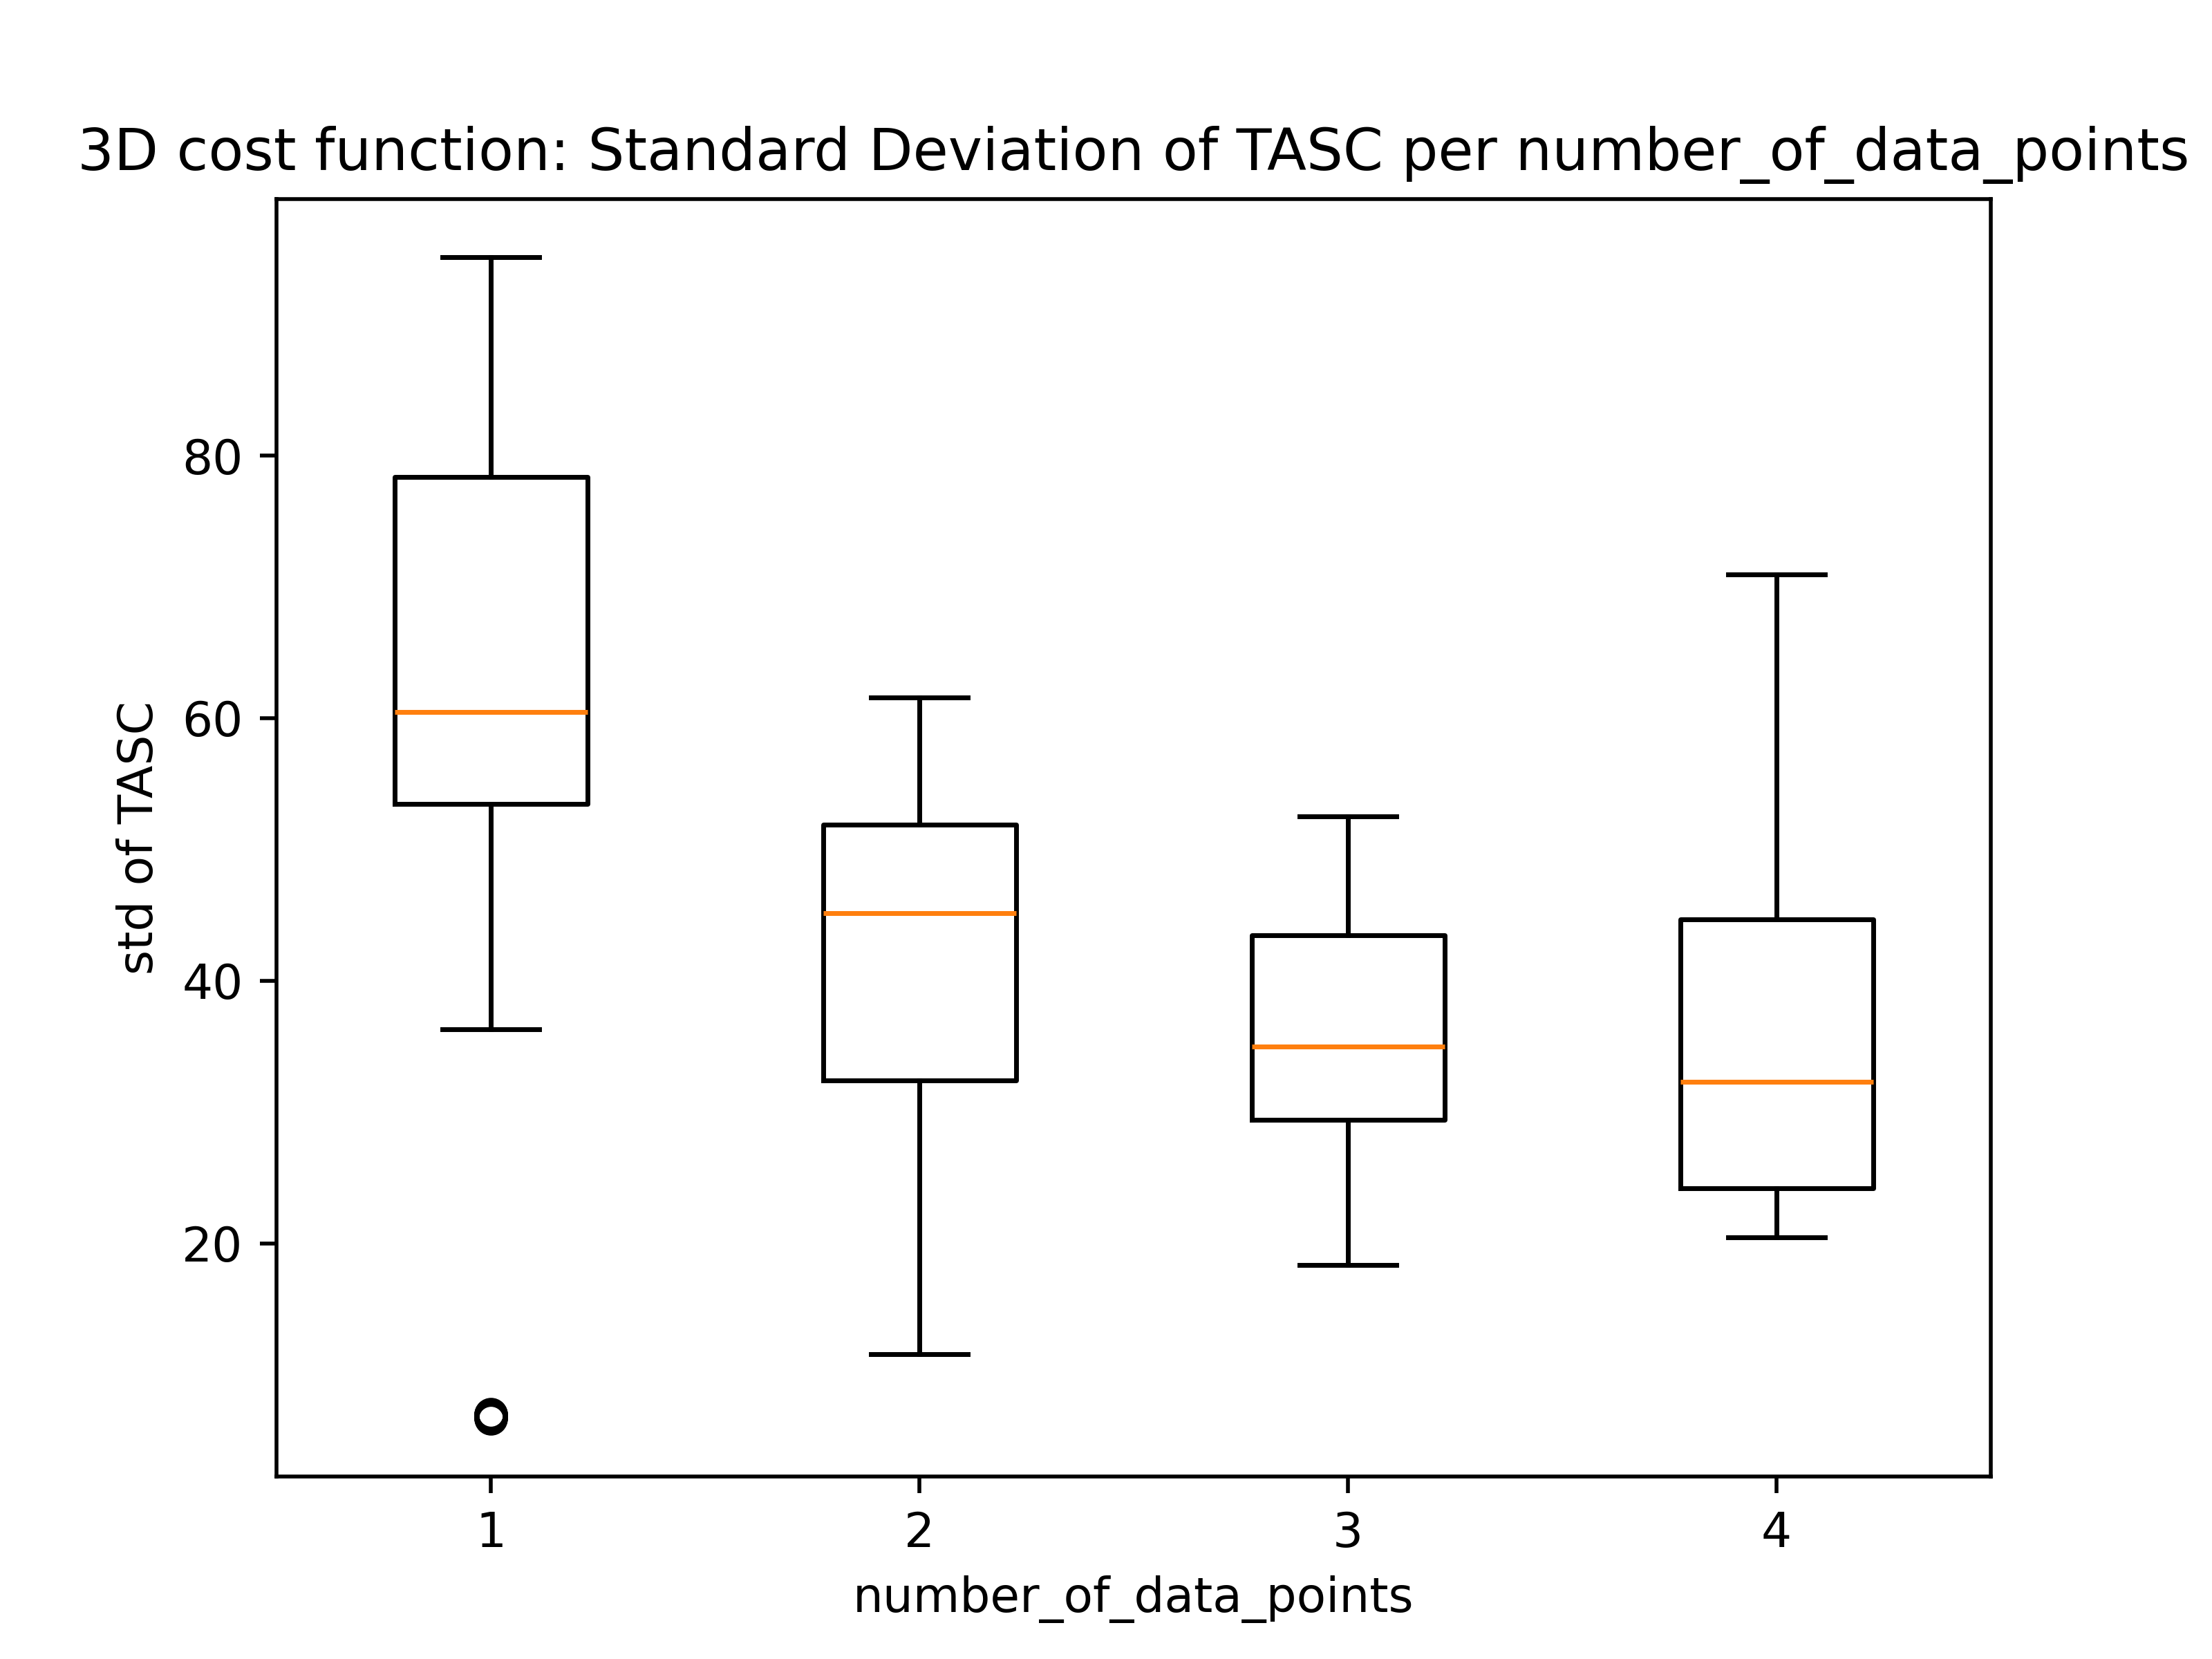 3D cost function: Standard Deviation of TASC per number_of_data_points
std of TASC
80
60
40
20
1 2 3 4
number_of_data_points